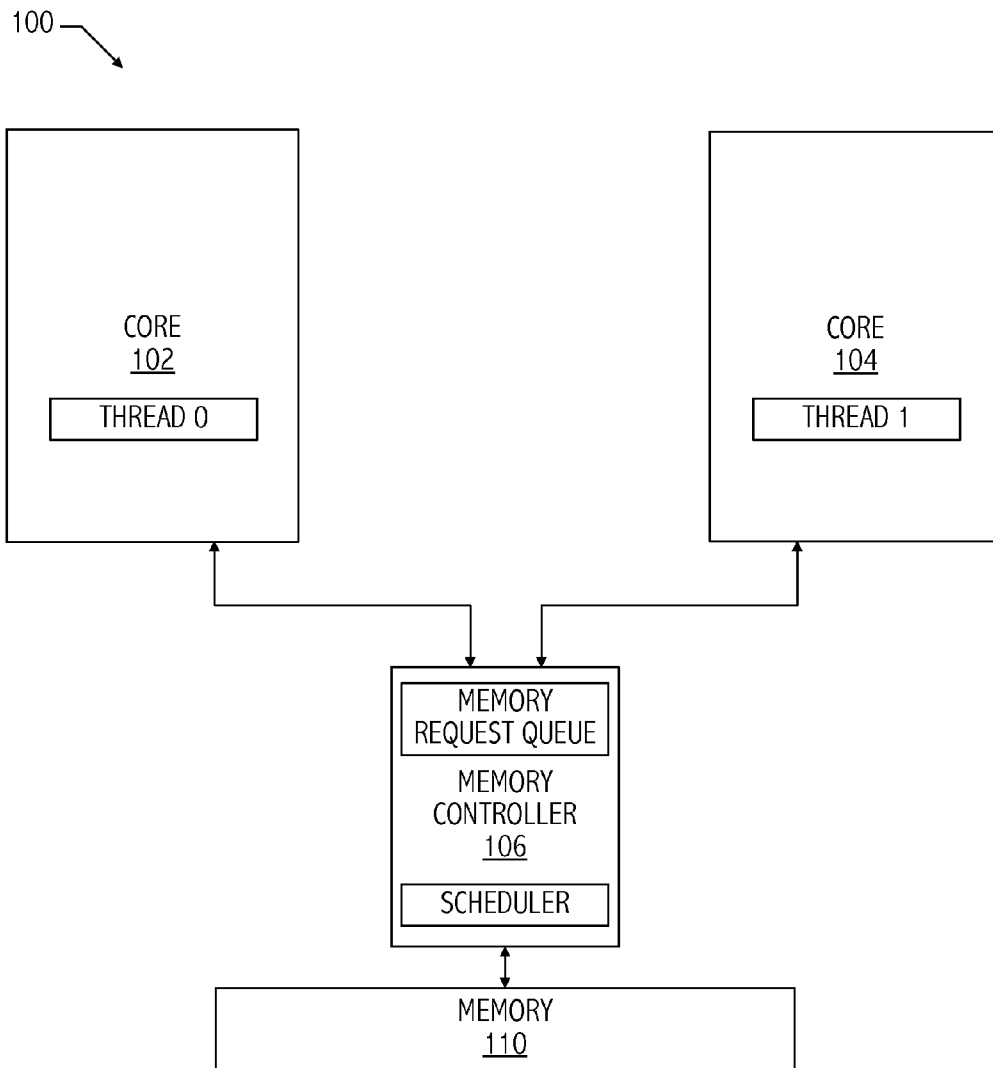 100
CORE
102
THREAD 0
CORE
104
THREAD 1
MEMORY
REQUEST QUEUE
MEMORY
CONTROLLER
106
SCHEDULER
MEMORY
110